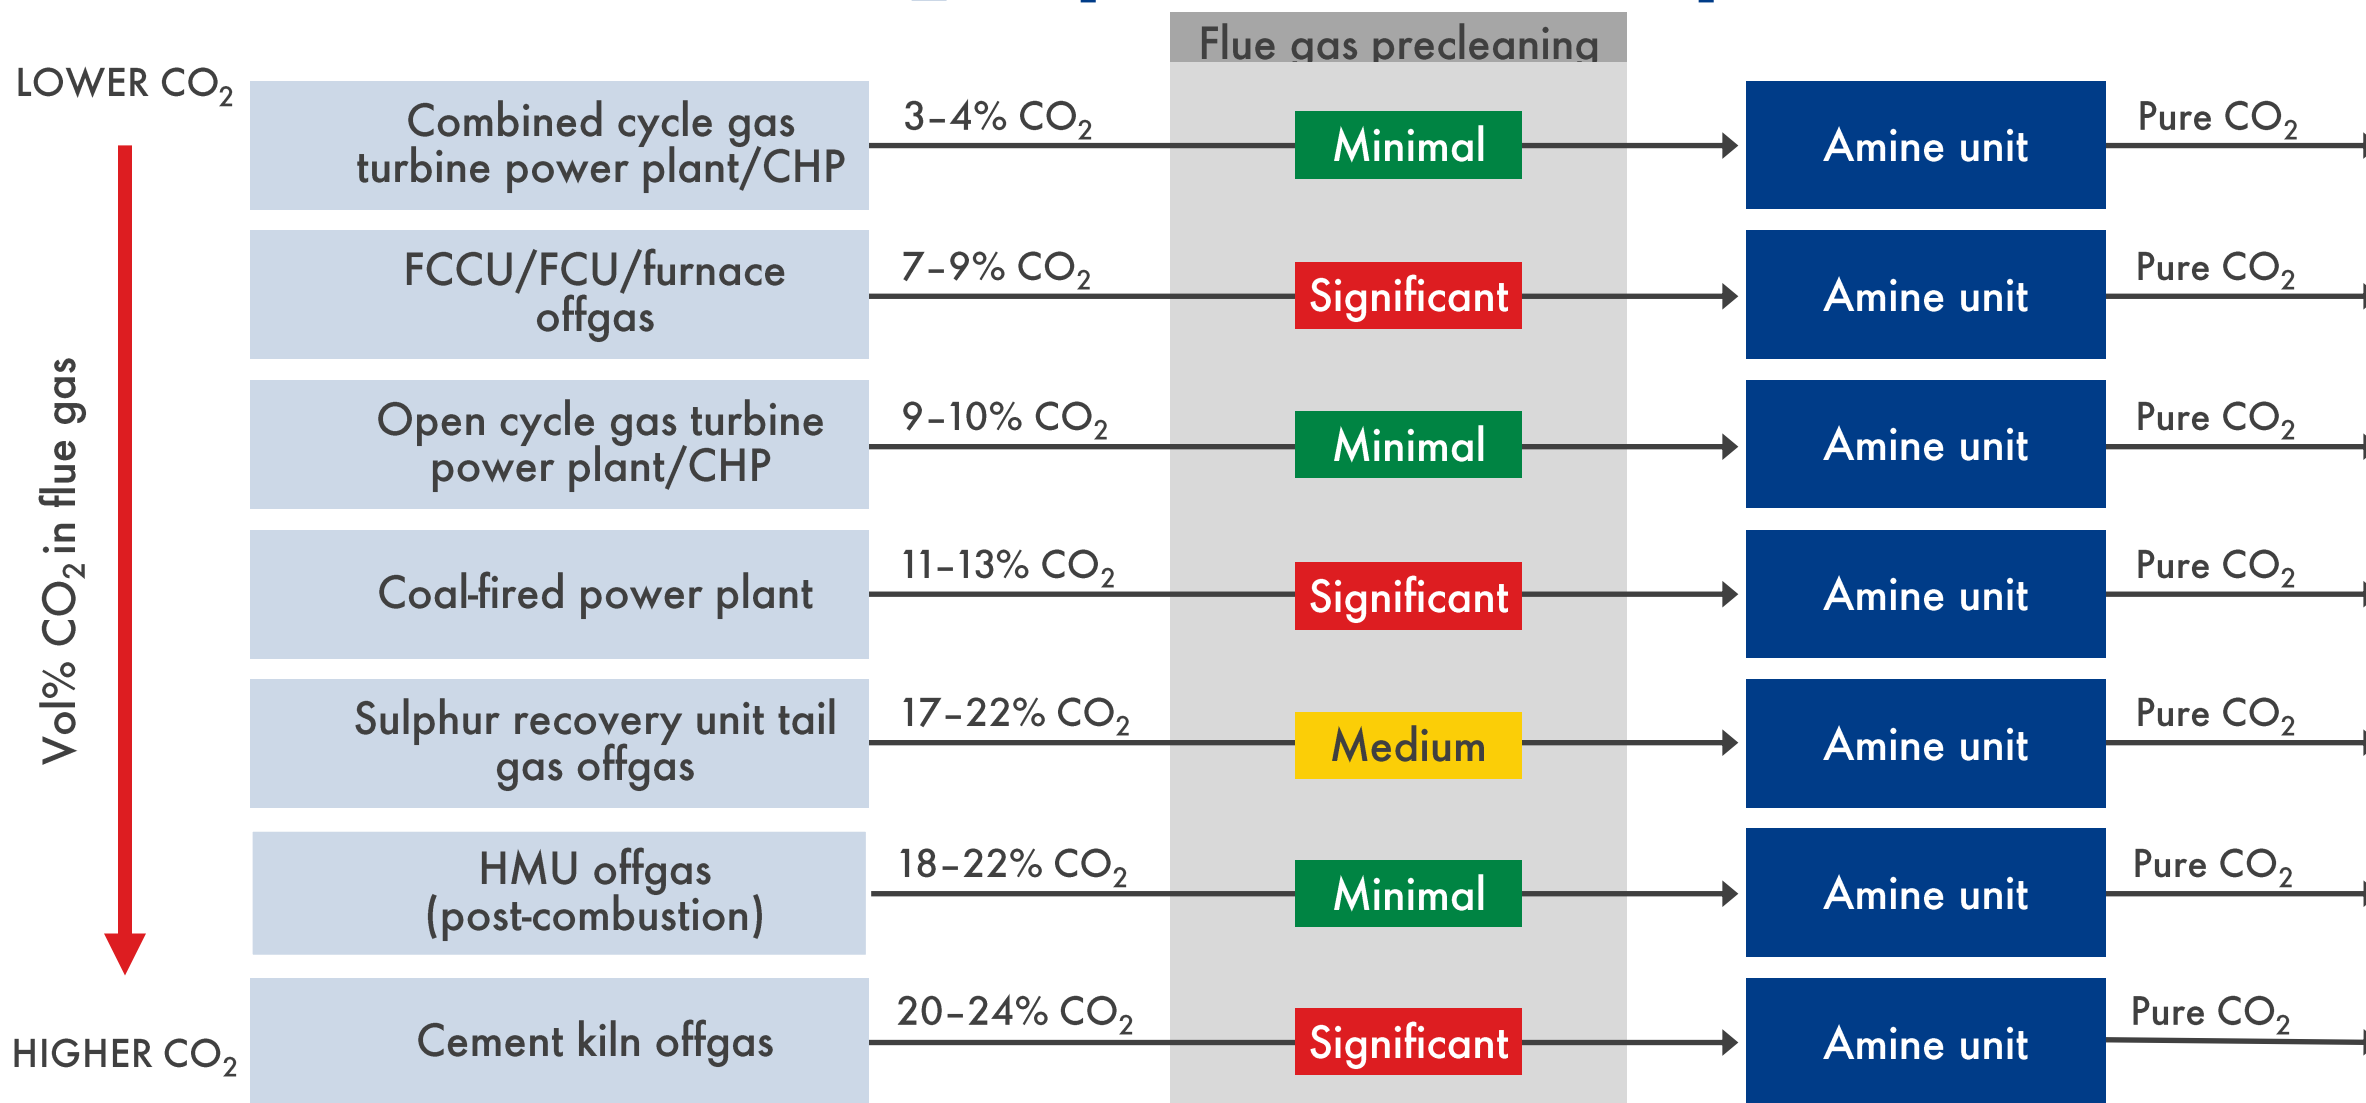 Flue gas precleaning
LOWER CO₂
Combined cycle gas
turbine power plant/CHP
3–4% CO₂
Minimal
Amine unit
Pure CO₂
FCCU/FCU/furnace
offgas
7–9% CO₂
Significant
Amine unit
Pure CO₂
Open cycle gas turbine
power plant/CHP
9–10% CO₂
Minimal
Amine unit
Pure CO₂
Vol% CO₂ in flue gas
Coal-fired power plant
11–13% CO₂
Significant
Amine unit
Pure CO₂
Sulphur recovery unit tail
gas offgas
17–22% CO₂
Medium
Amine unit
Pure CO₂
HMU offgas
(post-combustion)
18–22% CO₂
Minimal
Amine unit
Pure CO₂
HIGHER CO₂
Cement kiln offgas
20–24% CO₂
Significant
Amine unit
Pure CO₂